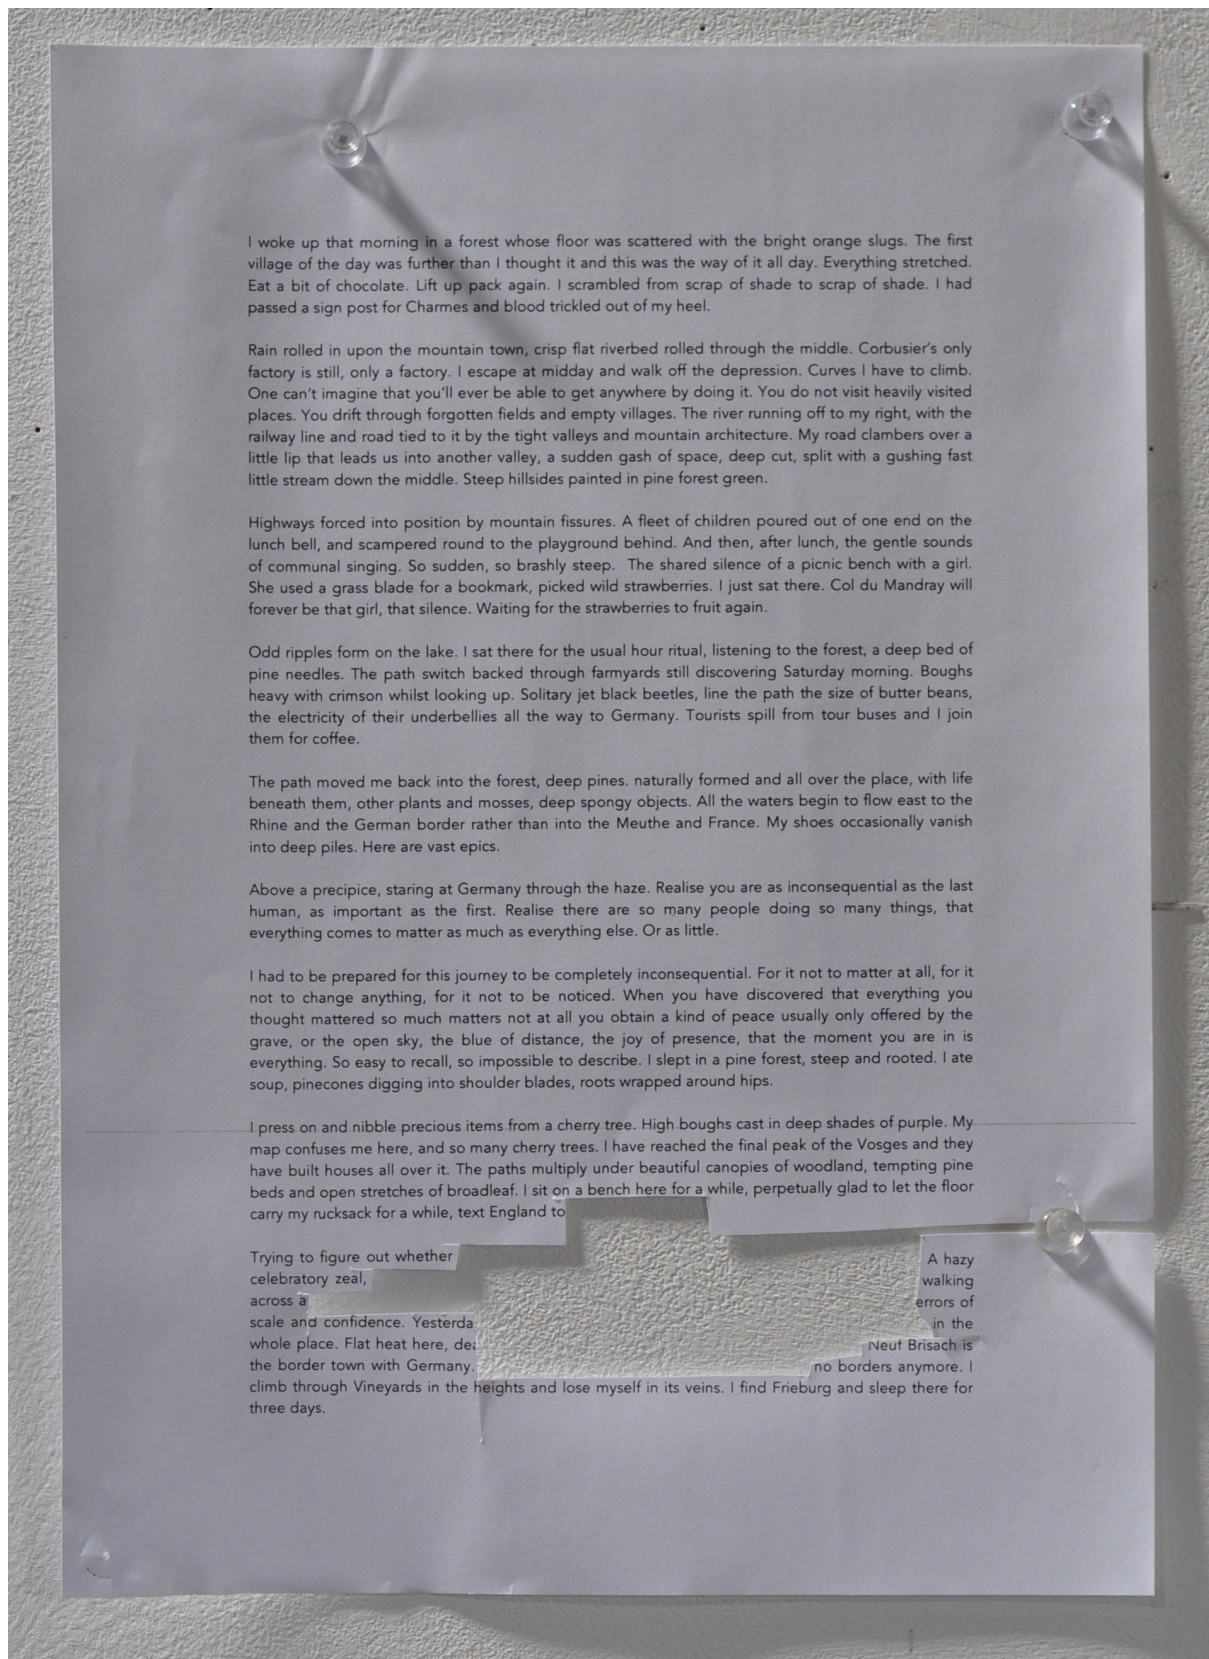 I woke up that morning in a forest whose floor was scattered with the bright orange slugs. The first
village of the day was further than I thought it and this was the way of it all day. Everything stretched.
Eat a bit of chocolate. Lift up pack again. I scrambled from scrap of shade to scrap of shade. I had
passed a sign post for Charmes and blood trickled out of my heel.
Rain rolled in upon the mountain town, crisp flat riverbed rolled through the middle. Corbusier's only
factory is still, only a factory. I escape at midday and walk off the depression. Curves I have to climb.
One can't imagine that you'll ever be able to get anywhere by doing it. You do not visit heavily visited
places. You drift through forgotten fields and empty villages. The river running off to my right, with the
railway line and road tied to it by the tight valleys and mountain architecture. My road clambers over a
little lip that leads us into another valley, a sudden gash of space, deep cut, split with a gushing fast
little stream down the middle. Steep hillsides painted in pine forest green.
Highways forced into position by mountain fissures. A fleet of children poured out of one end on the
lunch bell, and scampered round to the playground behind. And then, after lunch, the gentle sounds
of communal singing. So sudden, so brashly steep.  The shared silence of a picnic bench with a girl.
She used a grass blade for a bookmark, picked wild strawberries. I just sat there. Col du Mandray will
forever be that girl, that silence. Waiting for the strawberries to fruit again.
Odd ripples form on the lake. I sat there for the usual hour ritual, listening to the forest, a deep bed of
pine needles. The path switch backed through farmyards still discovering Saturday morning. Boughs
heavy with crimson whilst looking up. Solitary jet black beetles, line the path the size of butter beans,
the electricity of their underbellies all the way to Germany. Tourists spill from tour buses and I join
them for coffee.
The path moved me back into the forest, deep pines. naturally formed and all over the place, with life
beneath them, other plants and mosses, deep spongy objects. All the waters begin to flow east to the
Rhine and the German border rather than into the Meuthe and France. My shoes occasionally vanish
into deep piles. Here are vast epics.
Above a precipice, staring at Germany through the haze. Realise you are as inconsequential as the last
human, as important as the first. Realise there are so many people doing so many things, that
everything comes to matter as much as everything else. Or as little.
I had to be prepared for this journey to be completely inconsequential. For it not to matter at all, for it
not to change anything, for it not to be noticed. When you have discovered that everything you
thought mattered so much matters not at all you obtain a kind of peace usually only offered by the
grave, or the open sky, the blue of distance, the joy of presence, that the moment you are in is
everything. So easy to recall, so impossible to describe. I slept in a pine forest, steep and rooted. I ate
soup, pinecones digging into shoulder blades, roots wrapped around hips.
I press on and nibble precious items from a cherry tree. High boughs cast in deep shades of purple. My
map confuses me here, and so many cherry trees. I have reached the final peak of the Vosges and they
have built houses all over it. The paths multiply under beautiful canopies of woodland, tempting pine
beds and open stretches of broadleaf. I sit on a bench here for a while, perpetually glad to let the floor
carry my rucksack for a while, text England to
Trying to figure out whether A hazy
celebratory zeal, walking
across a errors of
scale and confidence. Yesterda in the
whole place. Flat heat here, Neuf Brisach is
the border town with Germany. no borders anymore. I
climb through Vineyards in the heights and lose myself in its veins. I find Frieburg and sleep there for
three days.